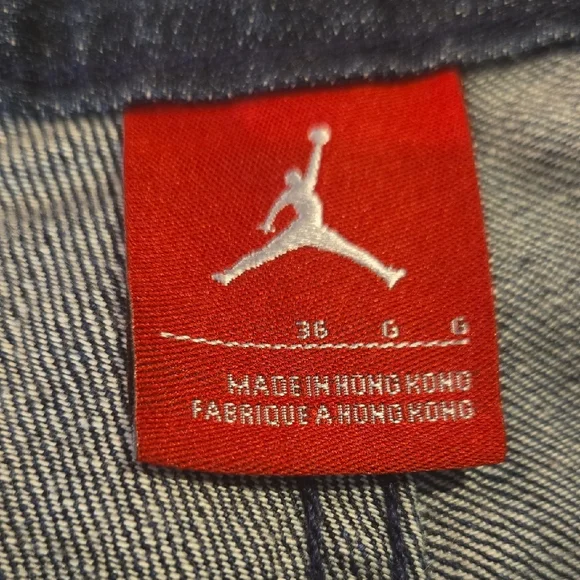 36 G G
MADE IN HONG KONG
FABRIQUE A HONG KONG